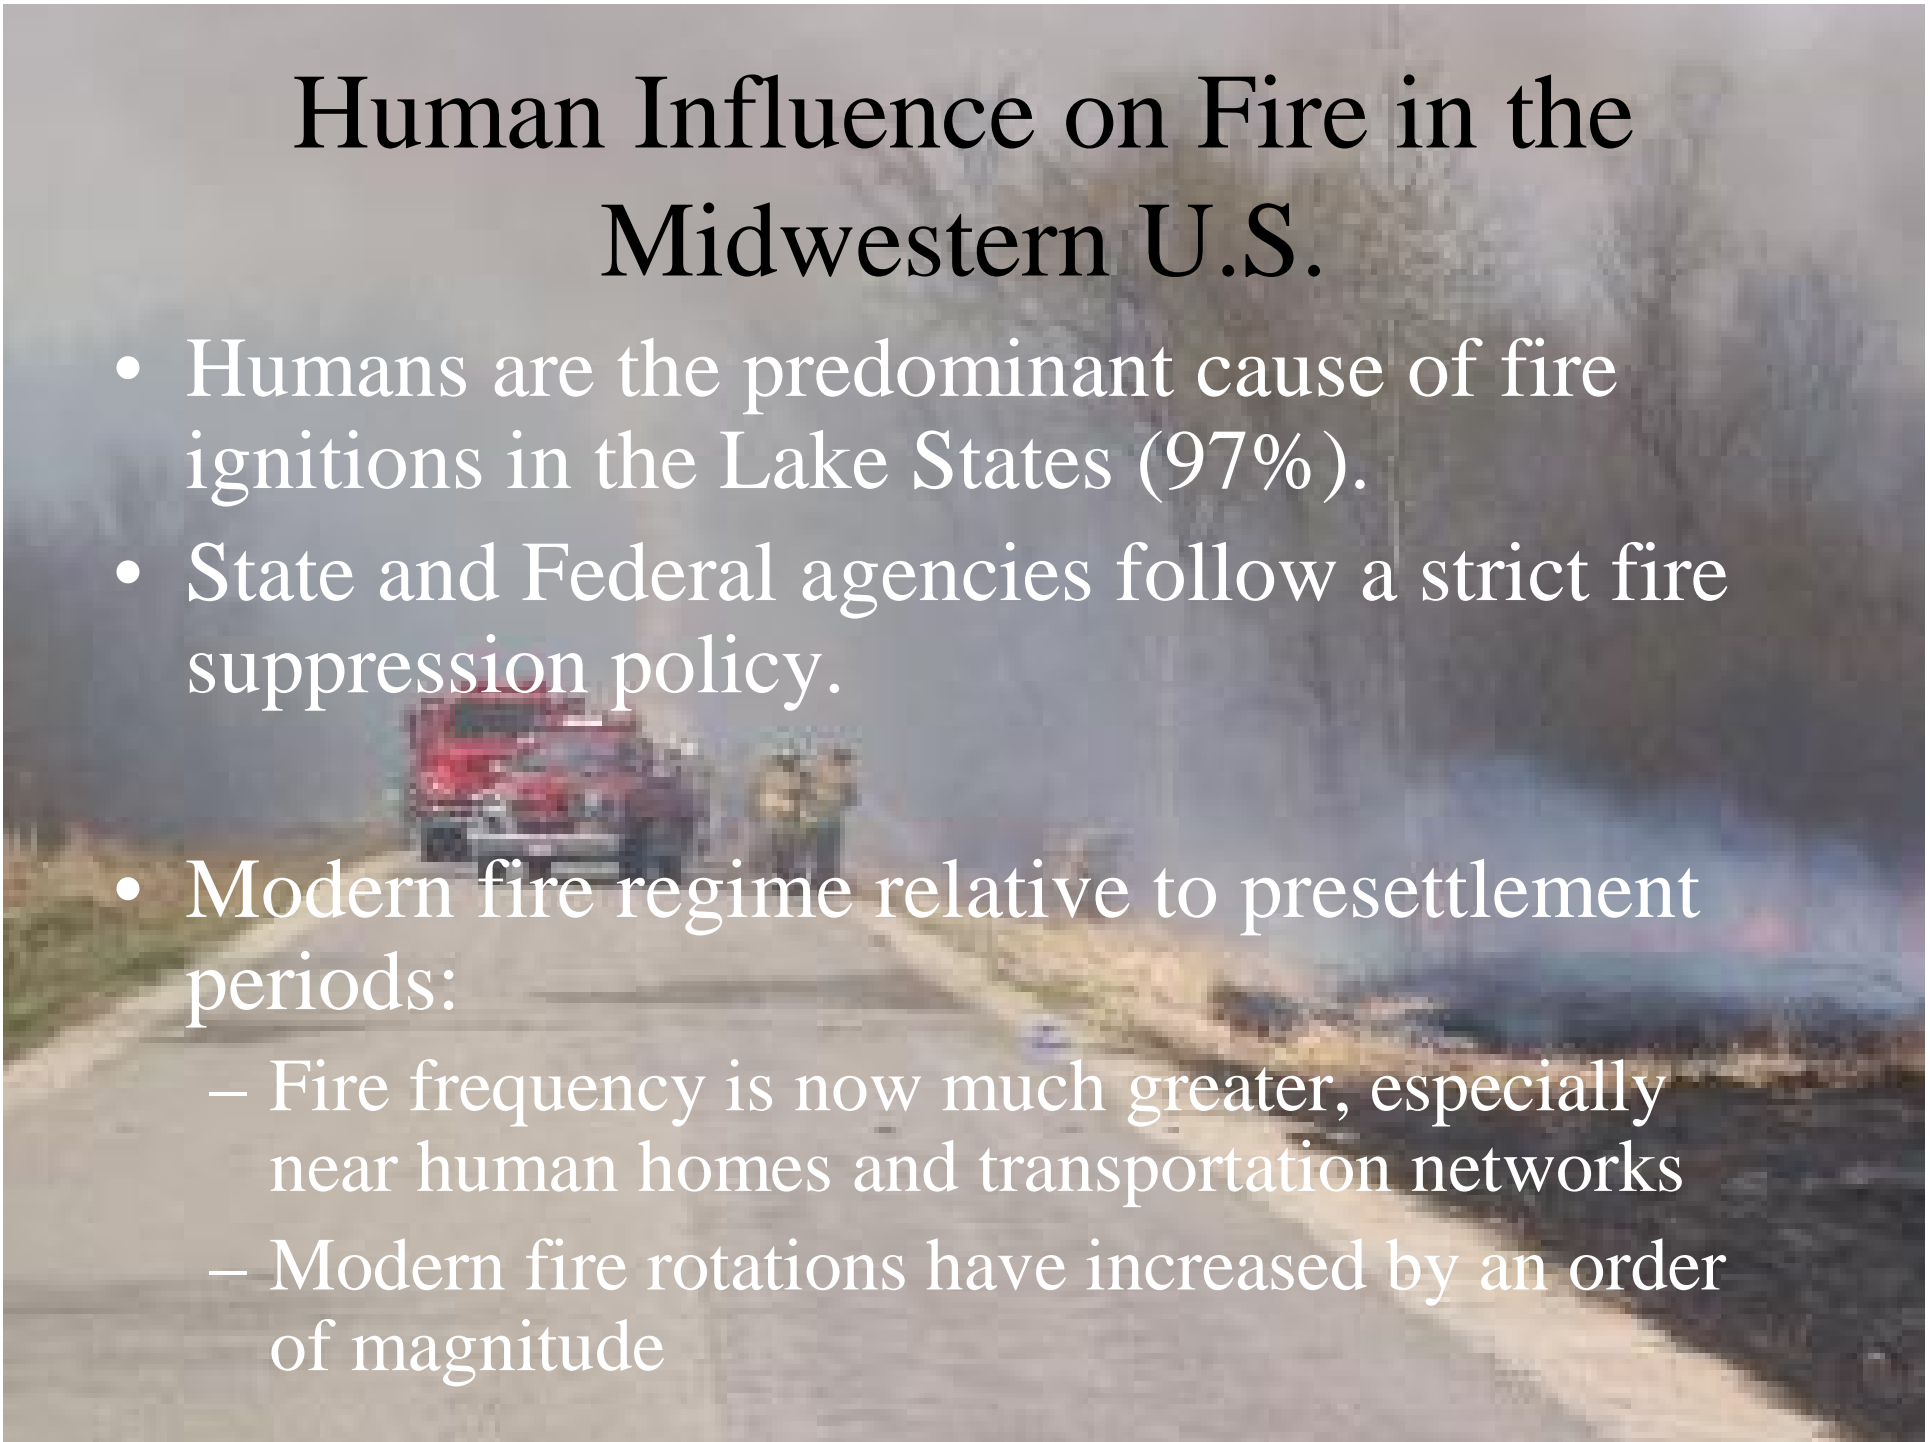 Human Influence on Fire in the
Midwestern U.S.
• Humans are the predominant cause of fire
ignitions in the Lake States (97%).
• State and Federal agencies follow a strict fire
suppression policy.
• Modern fire regime relative to presettlement
periods:
– Fire frequency is now much greater, especially
near human homes and transportation networks
– Modern fire rotations have increased by an order
of magnitude